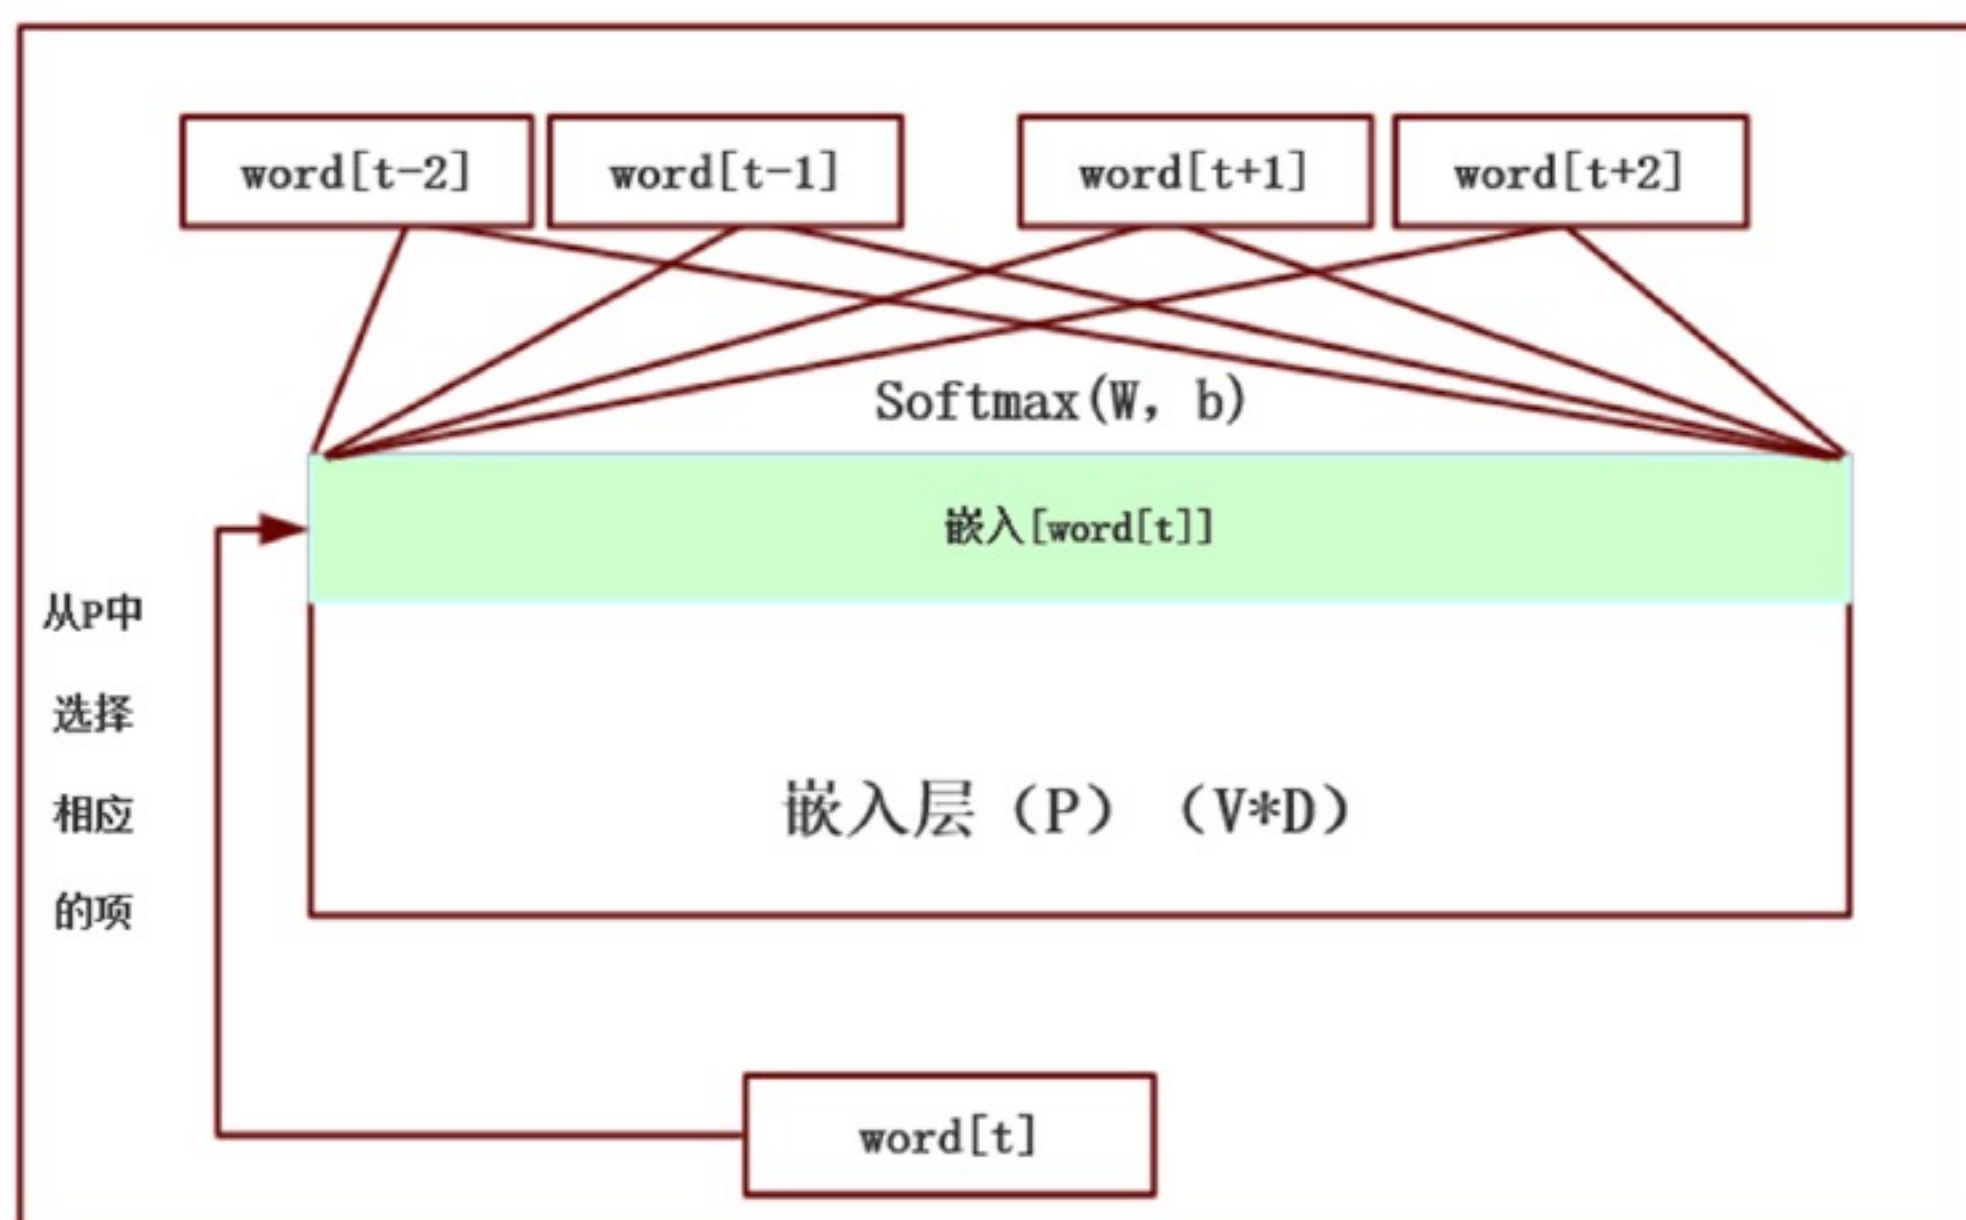 word[t-2]
word[t-1]
word[t+1]
word[t+2]
Softmax(W, b)
嵌入[word[t]]
从P中
选择
相应
的项
嵌入层（P）（V*D）
word[t]